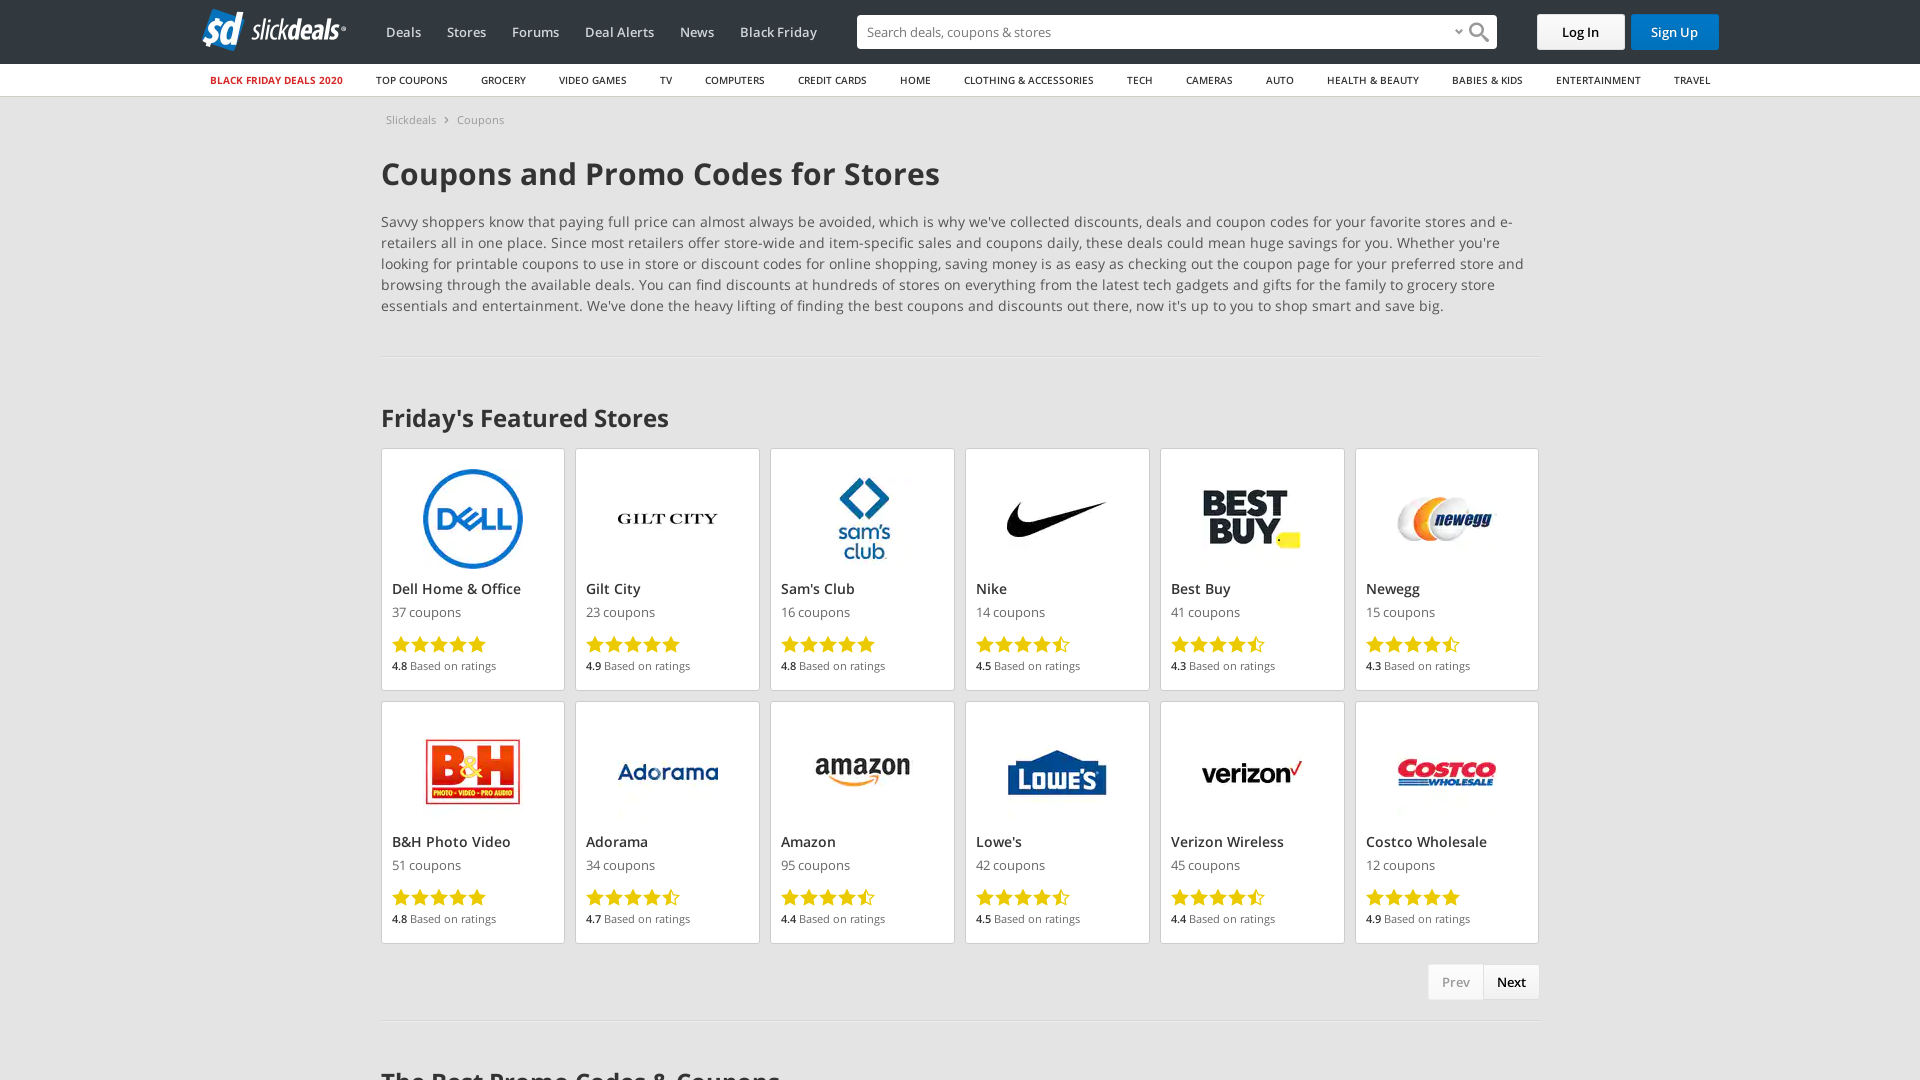 sd slickdeals
Deals Stores Forums Deal Alerts News Black Friday
Search deals, coupons & stores
Log In Sign Up
BLACK FRIDAY DEALS 2020 TOP COUPONS GROCERY VIDEO GAMES TV COMPUTERS CREDIT CARDS HOME CLOTHING & ACCESSORIES TECH CAMERAS AUTO HEALTH & BEAUTY BABIES & KIDS ENTERTAINMENT TRAVEL
Slickdeals › Coupons
Coupons and Promo Codes for Stores
Savvy shoppers know that paying full price can almost always be avoided, which is why we've collected discounts, deals and coupon codes for your favorite stores and e-
retailers all in one place. Since most retailers offer store-wide and item-specific sales and coupons daily, these deals could mean huge savings for you. Whether you're
looking for printable coupons to use in store or discount codes for online shopping, saving money is as easy as checking out the coupon page for your preferred store and
browsing through the available deals. You can find discounts at hundreds of stores on everything from the latest tech gadgets and gifts for the family to grocery store
essentials and entertainment. We've done the heavy lifting of finding the best coupons and discounts out there, now it's up to you to shop smart and save big.
Friday's Featured Stores
DELL
Dell Home & Office
37 coupons
4.8 Based on ratings
GILT CITY
Gilt City
23 coupons
4.9 Based on ratings
sam's
club
Sam's Club
16 coupons
4.8 Based on ratings
Nike
14 coupons
4.5 Based on ratings
BEST
BUY
Best Buy
41 coupons
4.3 Based on ratings
newegg
Newegg
15 coupons
4.3 Based on ratings
B&H
PHOTO - VIDEO - PRO AUDIO
B&H Photo Video
51 coupons
4.8 Based on ratings
Adorama
Adorama
34 coupons
4.7 Based on ratings
amazon
Amazon
95 coupons
4.4 Based on ratings
LOWE'S
Lowe's
42 coupons
4.5 Based on ratings
verizon
Verizon Wireless
45 coupons
4.4 Based on ratings
COSTCO
WHOLESALE
Costco Wholesale
12 coupons
4.9 Based on ratings
Prev Next
The Best Promo Codes & Coupons